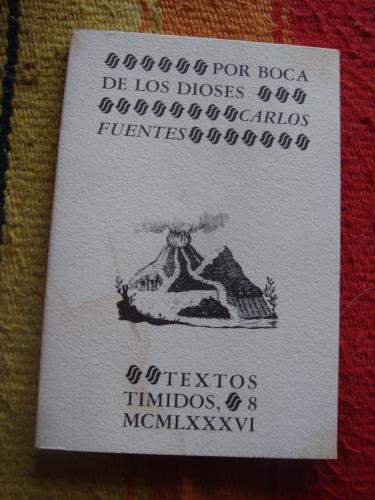 POR BOCA
DE LOS DIOSES
CARLOS
FUENTES
TEXTOS
TIMIDOS, 8
MCMLXXXVI